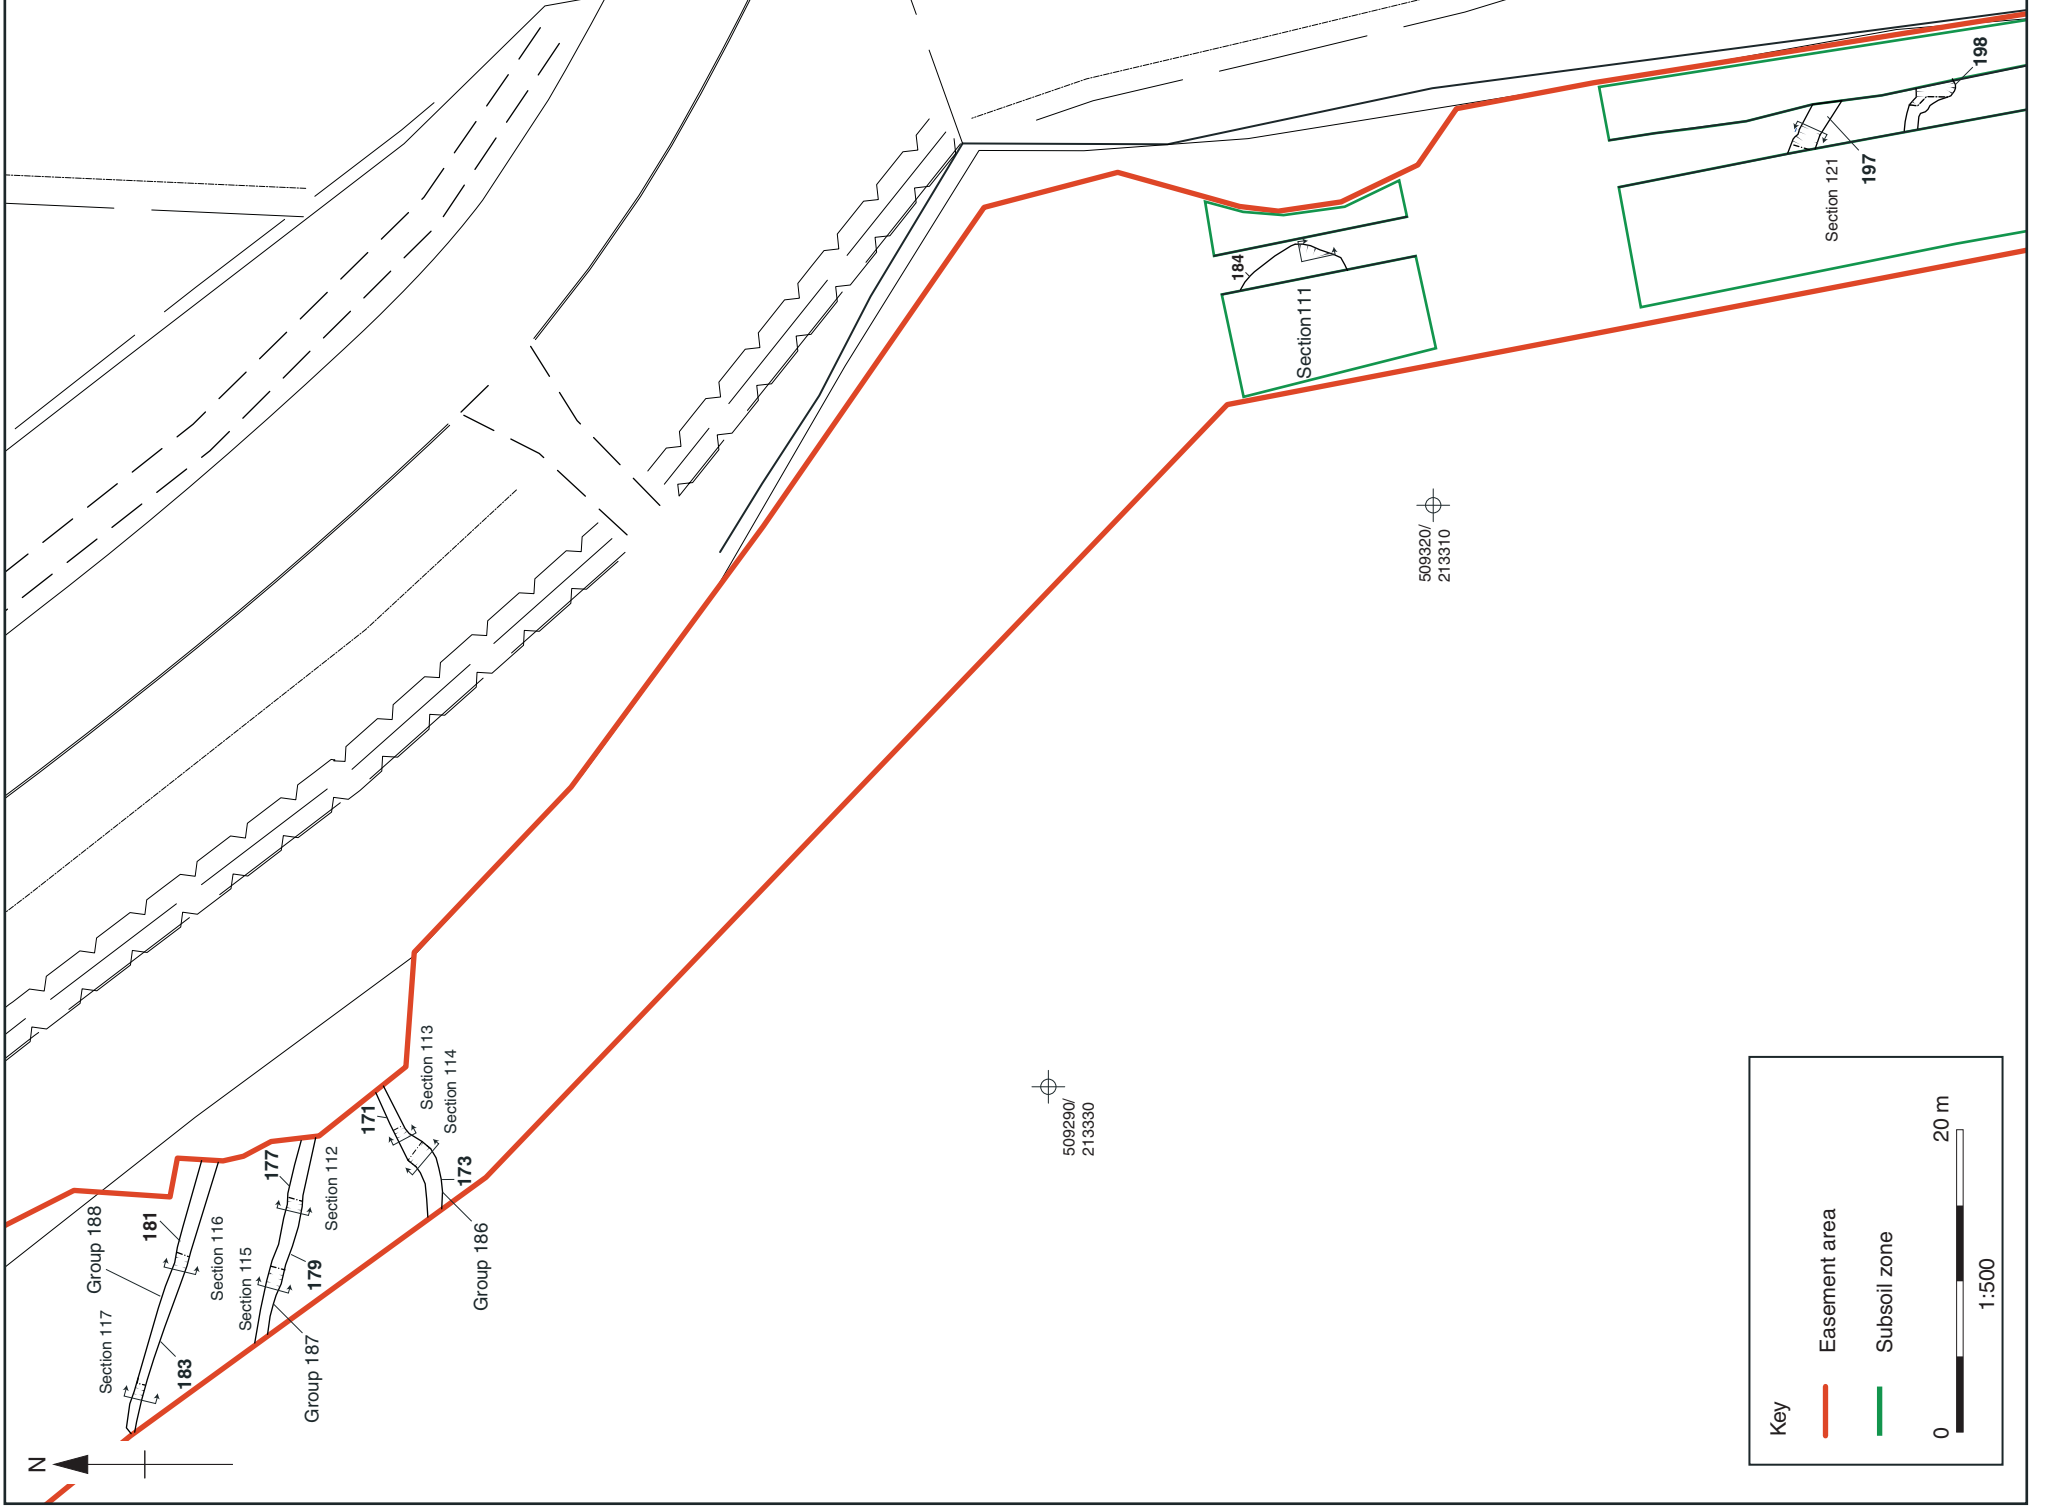 N
Group 188
181
Section 116
Section 117
183
177
Section 112
Section 115
179
Group 187
171
Section 113
Section 114
173
Group 186
184
Section111
Section 121
197
198
509320/
213310
509290/
213330
Key
Easement area
Subsoil zone
0
20 m
1:500